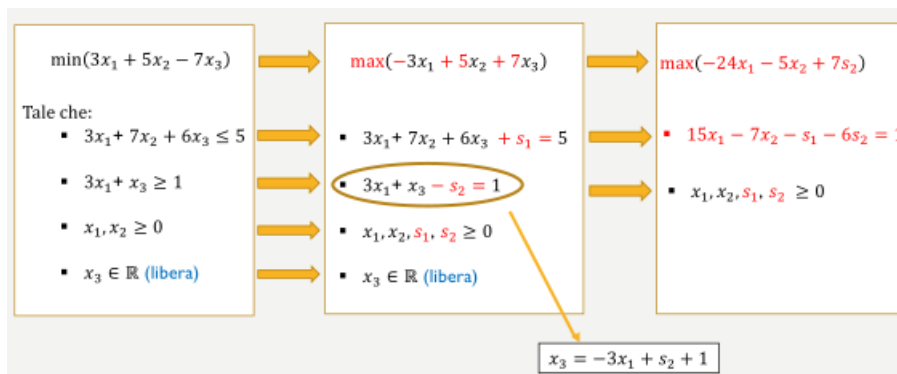 min(3x₁ + 5x₂ − 7x₃)
Tale che:
▪ 3x₁+ 7x₂ + 6x₃ ≤ 5
▪ 3x₁+ x₃ ≥ 1
▪ x₁, x₂ ≥ 0
▪ x₃ ∈ ℝ (libera)
max(−3x₁ + 5x₂ + 7x₃)
▪ 3x₁+ 7x₂ + 6x₃ + s₁ = 5
▪ 3x₁+ x₃ − s₂ = 1
▪ x₁, x₂, s₁, s₂ ≥ 0
▪ x₃ ∈ ℝ (libera)
max(−24x₁ − 5x₂ + 7s₂)
▪ 15x₁ − 7x₂ − s₁ − 6s₂ = 1
▪ x₁, x₂, s₁, s₂ ≥ 0
x₃ = −3x₁ + s₂ + 1